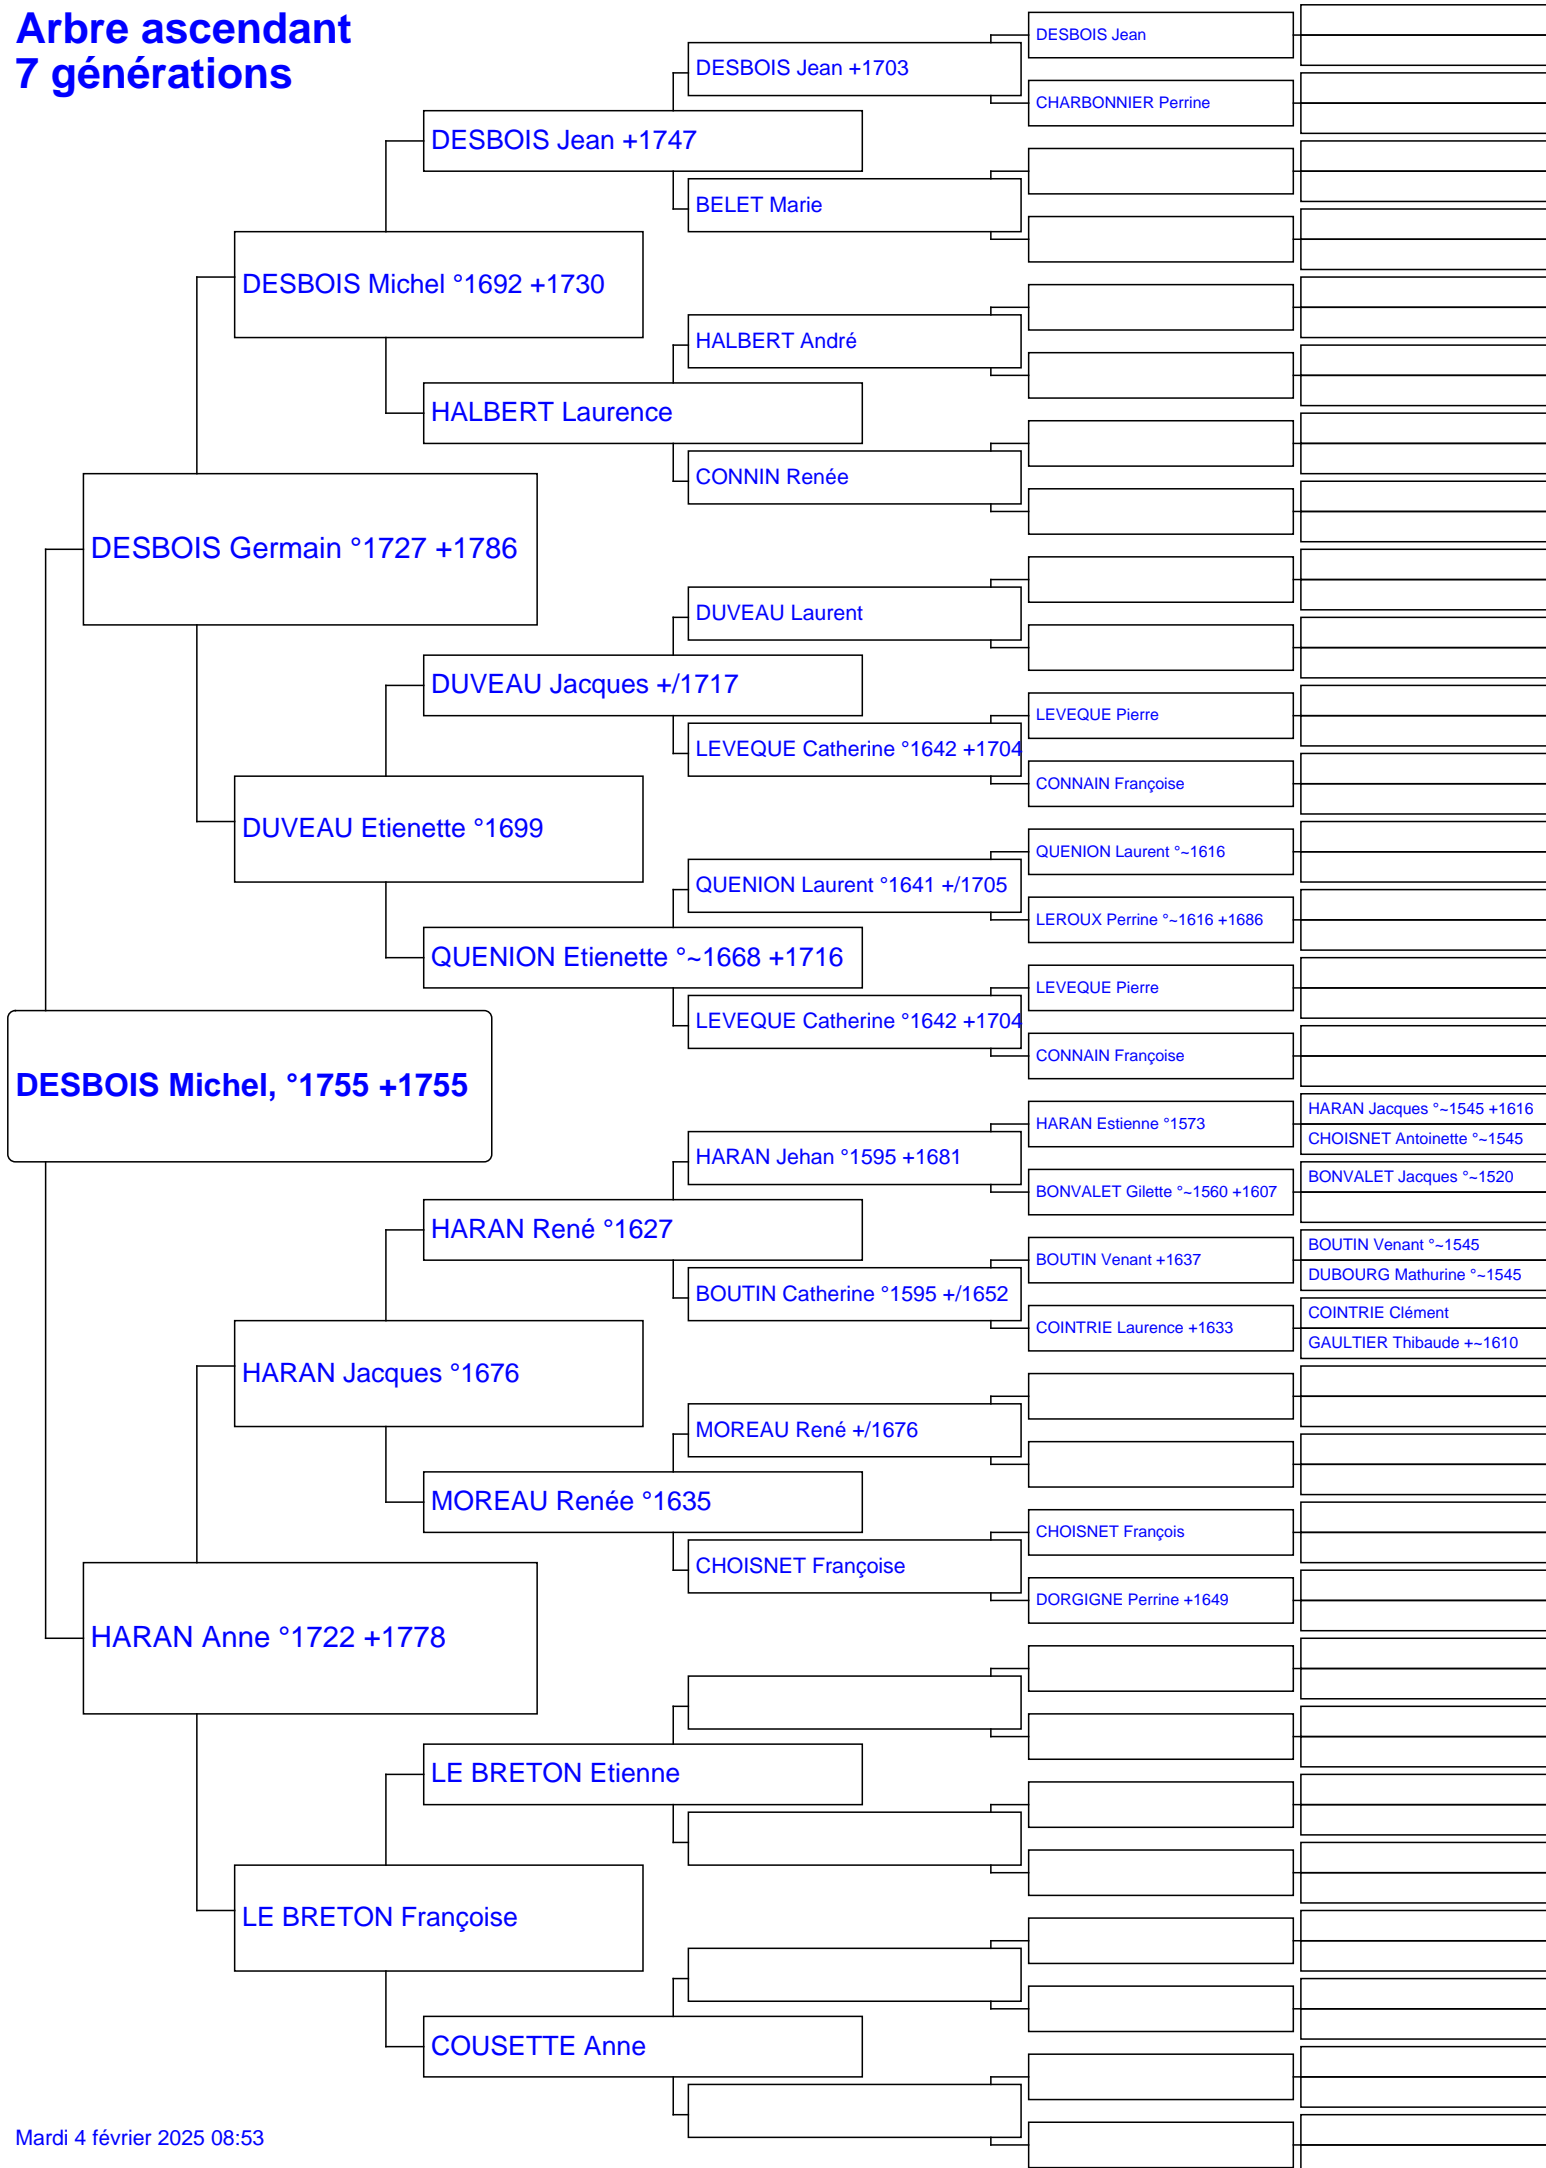 Arbre ascendant
7 générations
DESBOIS Jean
DESBOIS Jean +1703
CHARBONNIER Perrine
DESBOIS Jean +1747
BELET Marie
DESBOIS Michel °1692 +1730
HALBERT André
HALBERT Laurence
CONNIN Renée
DESBOIS Germain °1727 +1786
DUVEAU Laurent
DUVEAU Jacques +/1717
LEVEQUE Pierre
LEVEQUE Catherine °1642 +1704
CONNAIN Françoise
DUVEAU Etienette °1699
QUENION Laurent °~1616
QUENION Laurent °1641 +/1705
LEROUX Perrine °~1616 +1686
QUENION Etienette °~1668 +1716
LEVEQUE Pierre
LEVEQUE Catherine °1642 +1704
CONNAIN Françoise
DESBOIS Michel, °1755 +1755
HARAN Jacques °~1545 +1616
HARAN Estienne °1573
CHOISNET Antoinette °~1545
HARAN Jehan °1595 +1681
BONVALET Jacques °~1520
BONVALET Gilette °~1560 +1607
HARAN René °1627
BOUTIN Venant °~1545
BOUTIN Venant +1637
DUBOURG Mathurine °~1545
BOUTIN Catherine °1595 +/1652
COINTRIE Clément
COINTRIE Laurence +1633
GAULTIER Thibaude +~1610
HARAN Jacques °1676
MOREAU René +/1676
MOREAU Renée °1635
CHOISNET François
CHOISNET Françoise
DORGIGNE Perrine +1649
HARAN Anne °1722 +1778
LE BRETON Etienne
LE BRETON Françoise
COUSETTE Anne
Mardi 4 février 2025 08:53